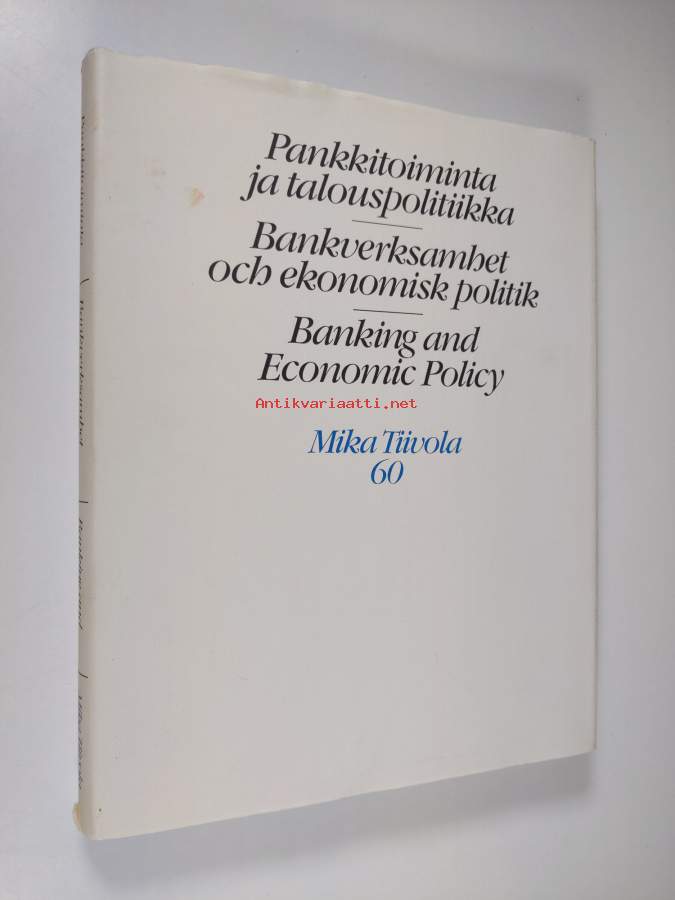 Pankkitoiminta
ja talouspolitiikka
Bankverksamhet
och ekonomisk politik
Banking and
Economic Policy
Antikvariaatti.net
Mika Tiivola
60